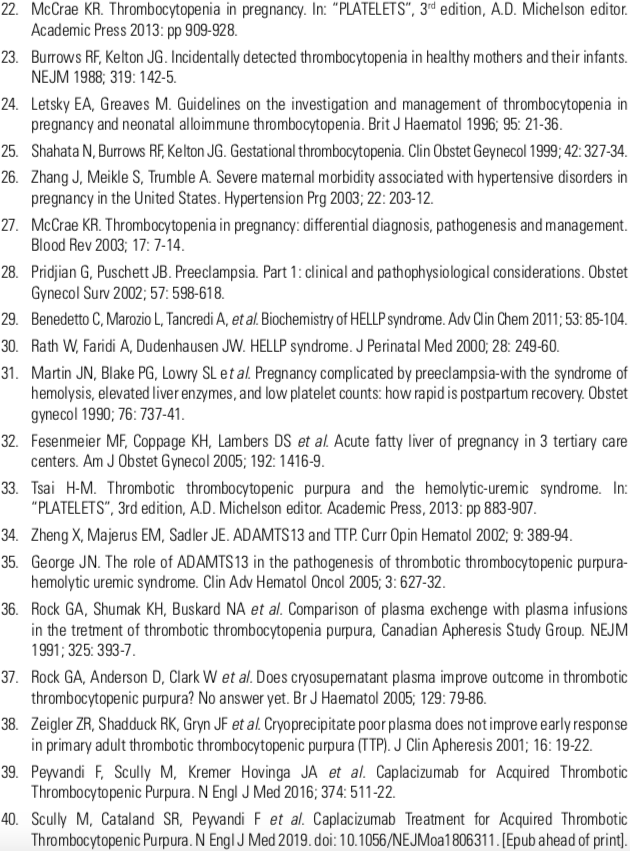 22. McCrae KR. Thrombocytopenia in pregnancy. In: "PLATELETS", 3rd edition, A.D. Michelson editor.
Academic Press 2013: pp 909-928.
23. Burrows RF, Kelton JG. Incidentally detected thrombocytopenia in healthy mothers and their infants.
NEJM 1988; 319: 142-5.
24. Letsky EA, Greaves M. Guidelines on the investigation and management of thrombocytopenia in
pregnancy and neonatal alloimmune thrombocytopenia. Brit J Haematol 1996; 95: 21-36.
25. Shahata N, Burrows RF, Kelton JG. Gestational thrombocytopenia. Clin Obstet Geynecol 1999; 42: 327-34.
26. Zhang J, Meikle S, Trumble A. Severe maternal morbidity associated with hypertensive disorders in
pregnancy in the United States. Hypertension Prg 2003; 22: 203-12.
27. McCrae KR. Thrombocytopenia in pregnancy: differential diagnosis, pathogenesis and management.
Blood Rev 2003; 17: 7-14.
28. Pridjian G, Puschett JB. Preeclampsia. Part 1: clinical and pathophysiological considerations. Obstet
Gynecol Surv 2002; 57: 598-618.
29. Benedetto C, Marozio L, Tancredi A, et al. Biochemistry of HELLP syndrome. Adv Clin Chem 2011; 53: 85-104.
30. Rath W, Faridi A, Dudenhausen JW. HELLP syndrome. J Perinatal Med 2000; 28: 249-60.
31. Martin JN, Blake PG, Lowry SL et al. Pregnancy complicated by preeclampsia-with the syndrome of
hemolysis, elevated liver enzymes, and low platelet counts: how rapid is postpartum recovery. Obstet
gynecol 1990; 76: 737-41.
32. Fesenmeier MF, Coppage KH, Lambers DS et al. Acute fatty liver of pregnancy in 3 tertiary care
centers. Am J Obstet Gynecol 2005; 192: 1416-9.
33. Tsai H-M. Thrombotic thrombocytopenic purpura and the hemolytic-uremic syndrome. In:
"PLATELETS", 3rd edition, A.D. Michelson editor. Academic Press, 2013: pp 883-907.
34. Zheng X, Majerus EM, Sadler JE. ADAMTS13 and TTP. Curr Opin Hematol 2002; 9: 389-94.
35. George JN. The role of ADAMTS13 in the pathogenesis of thrombotic thrombocytopenic purpura-
hemolytic uremic syndrome. Clin Adv Hematol Oncol 2005; 3: 627-32.
36. Rock GA, Shumak KH, Buskard NA et al. Comparison of plasma exchenge with plasma infusions
in the tretment of thrombotic thrombocytopenia purpura, Canadian Apheresis Study Group. NEJM
1991; 325: 393-7.
37. Rock GA, Anderson D, Clark W et al. Does cryosupernatant plasma improve outcome in thrombotic
thrombocytopenic purpura? No answer yet. Br J Haematol 2005; 129: 79-86.
38. Zeigler ZR, Shadduck RK, Gryn JF et al. Cryoprecipitate poor plasma does not improve early response
in primary adult thrombotic thrombocytopenic purpura (TTP). J Clin Apheresis 2001; 16: 19-22.
39. Peyvandi F, Scully M, Kremer Hovinga JA et al. Caplacizumab for Acquired Thrombotic
Thrombocytopenic Purpura. N Engl J Med 2016; 374: 511-22.
40. Scully M, Cataland SR, Peyvandi F et al. Caplacizumab Treatment for Acquired Thrombotic
Thrombocytopenic Purpura. N Engl J Med 2019. doi: 10.1056/NEJMoa1806311. [Epub ahead of print].